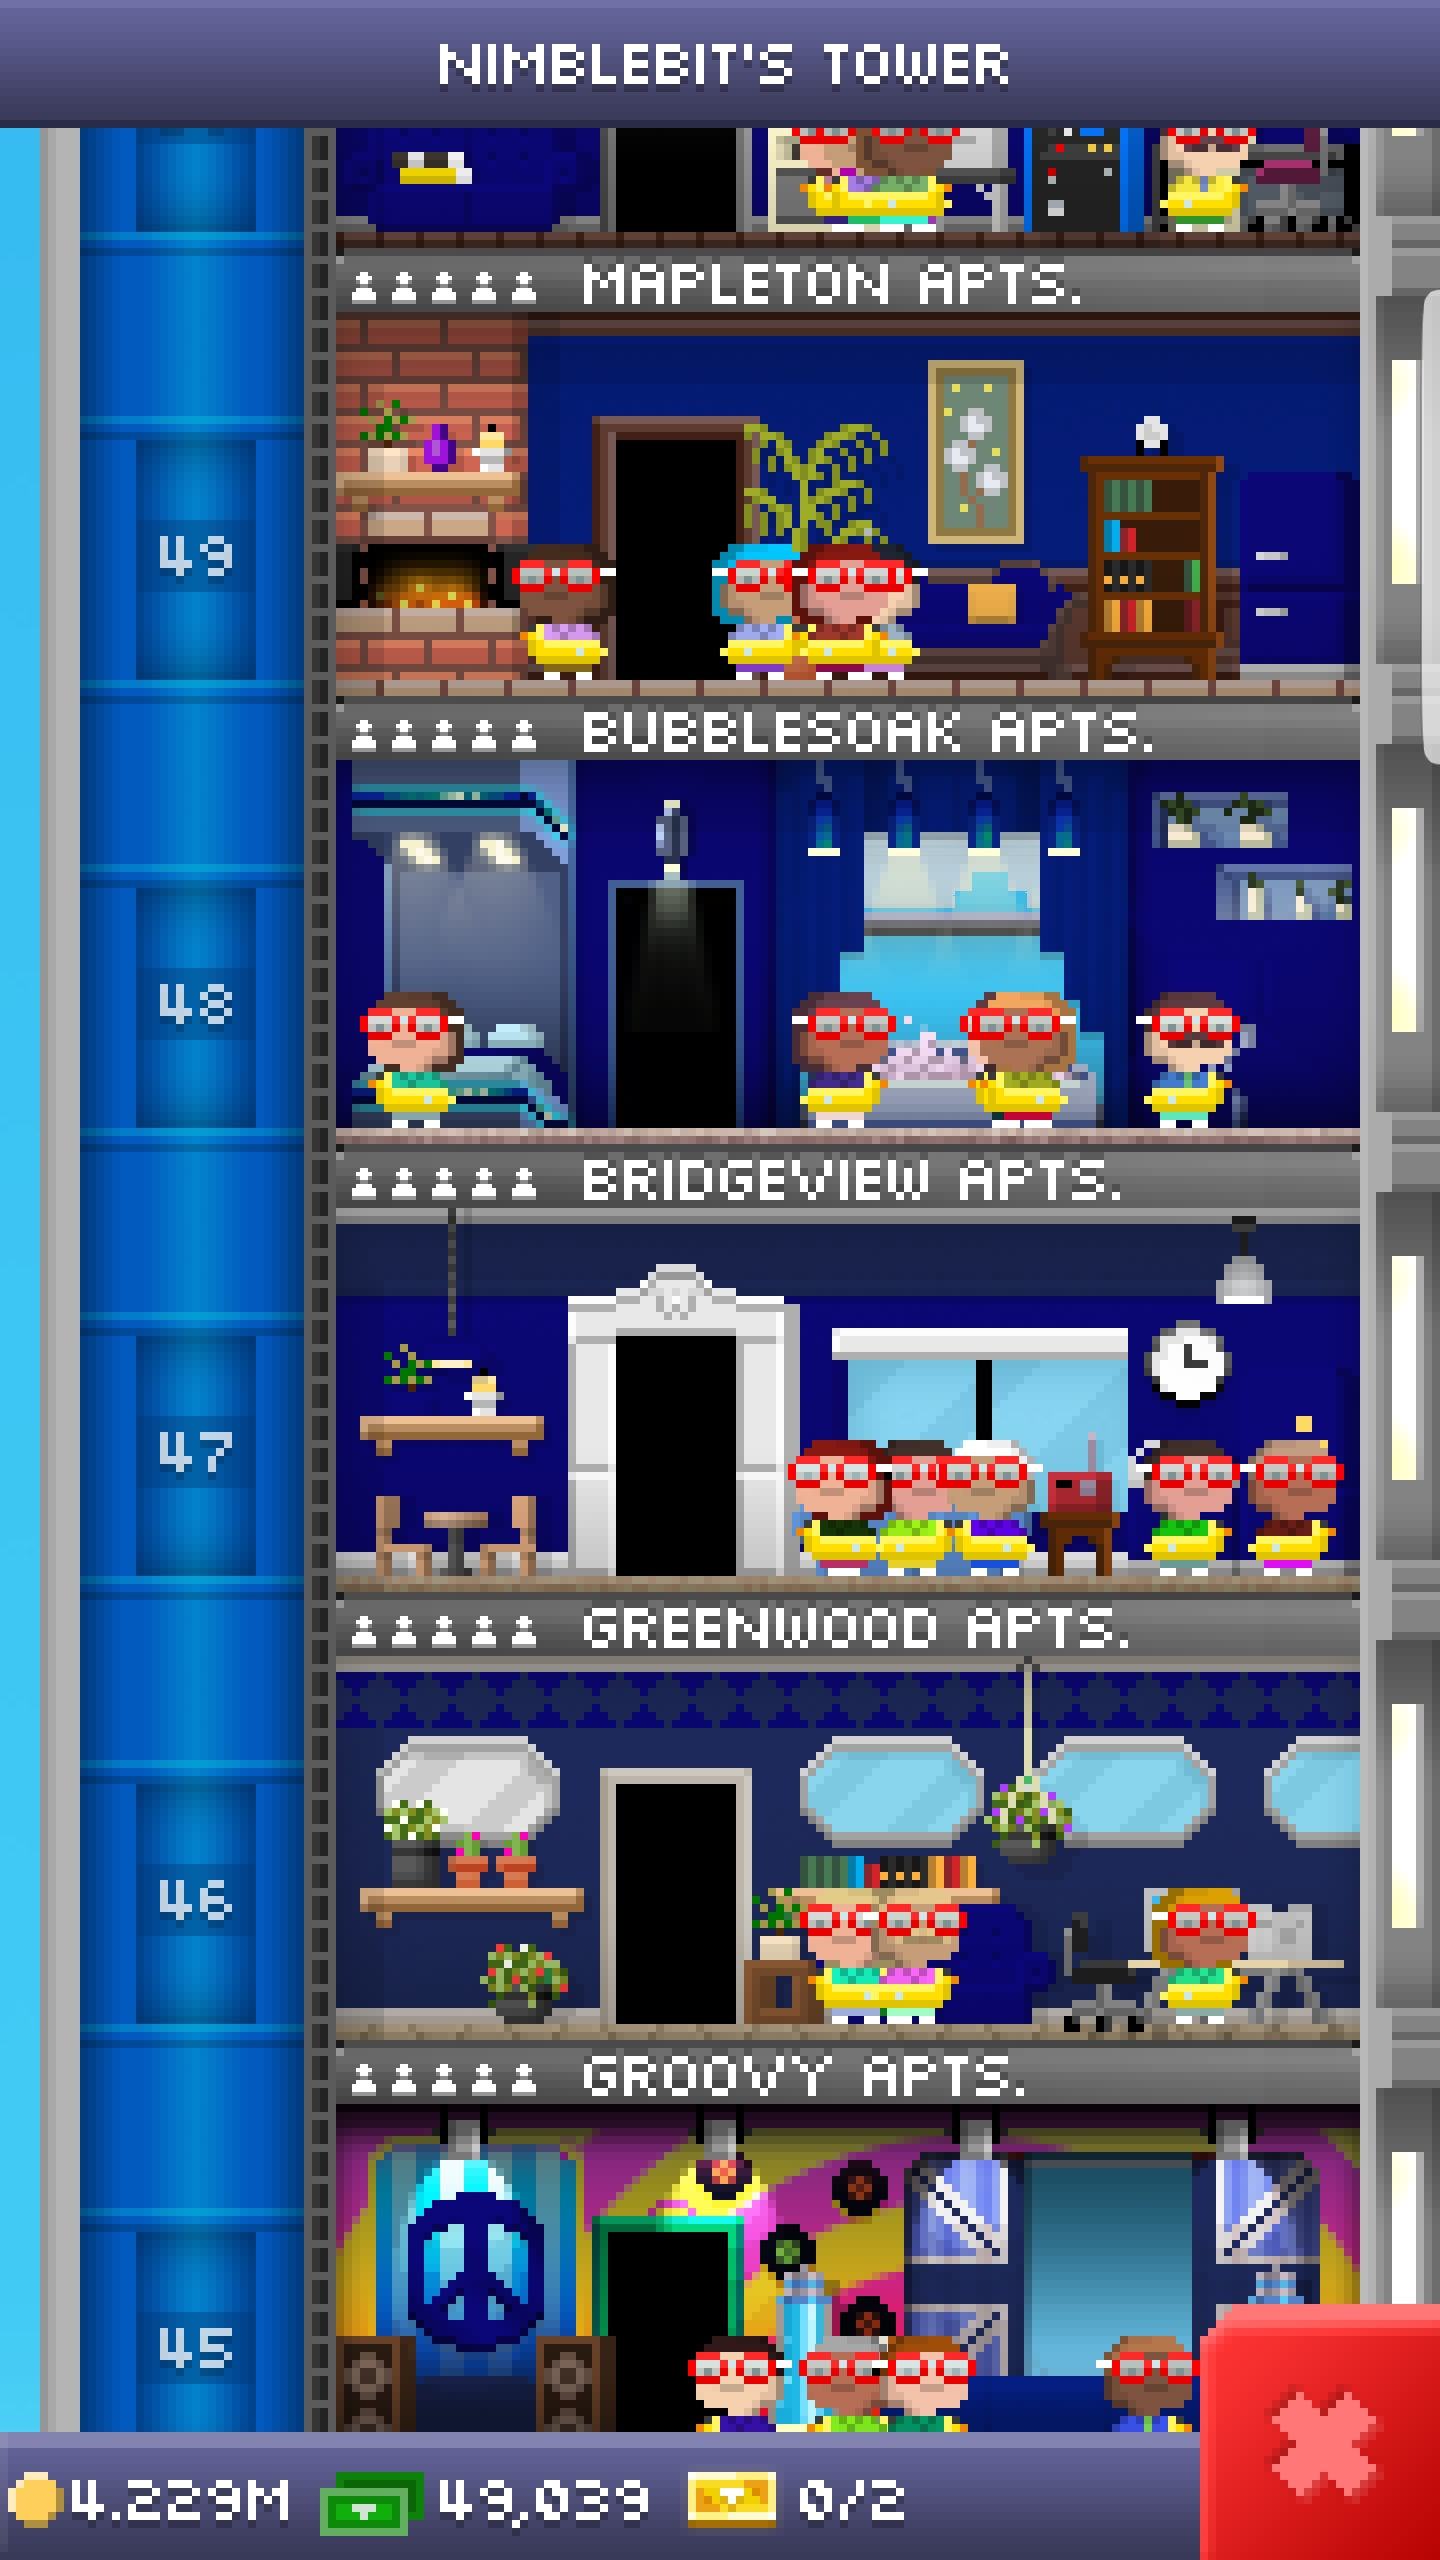 NIMBLEBIT'S TOWER
MAPLETON APTS.
49
BUBBLESOAK APTS.
48
BRIDGEVIEW APTS.
47
GREENWOOD APTS.
46
GROOVY APTS.
45
4.229M 49,039 0/2